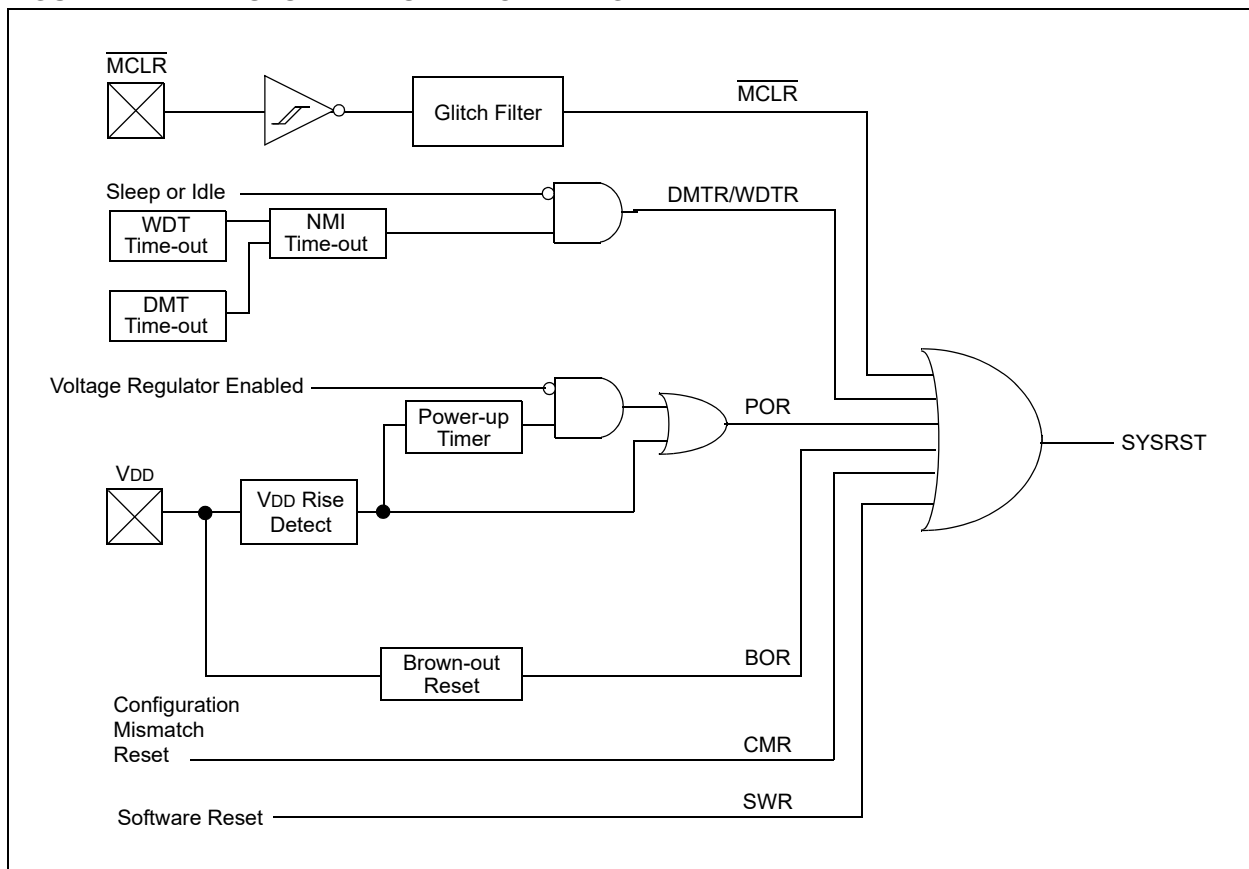 MCLR
Glitch Filter
MCLR
Sleep or Idle
DMTR/WDTR
WDT
Time-out
NMI
Time-out
DMT
Time-out
Voltage Regulator Enabled
Power-up
Timer
POR
SYSRST
VDD
VDD Rise
Detect
Brown-out
Reset
BOR
Configuration
Mismatch
Reset
CMR
SWR
Software Reset